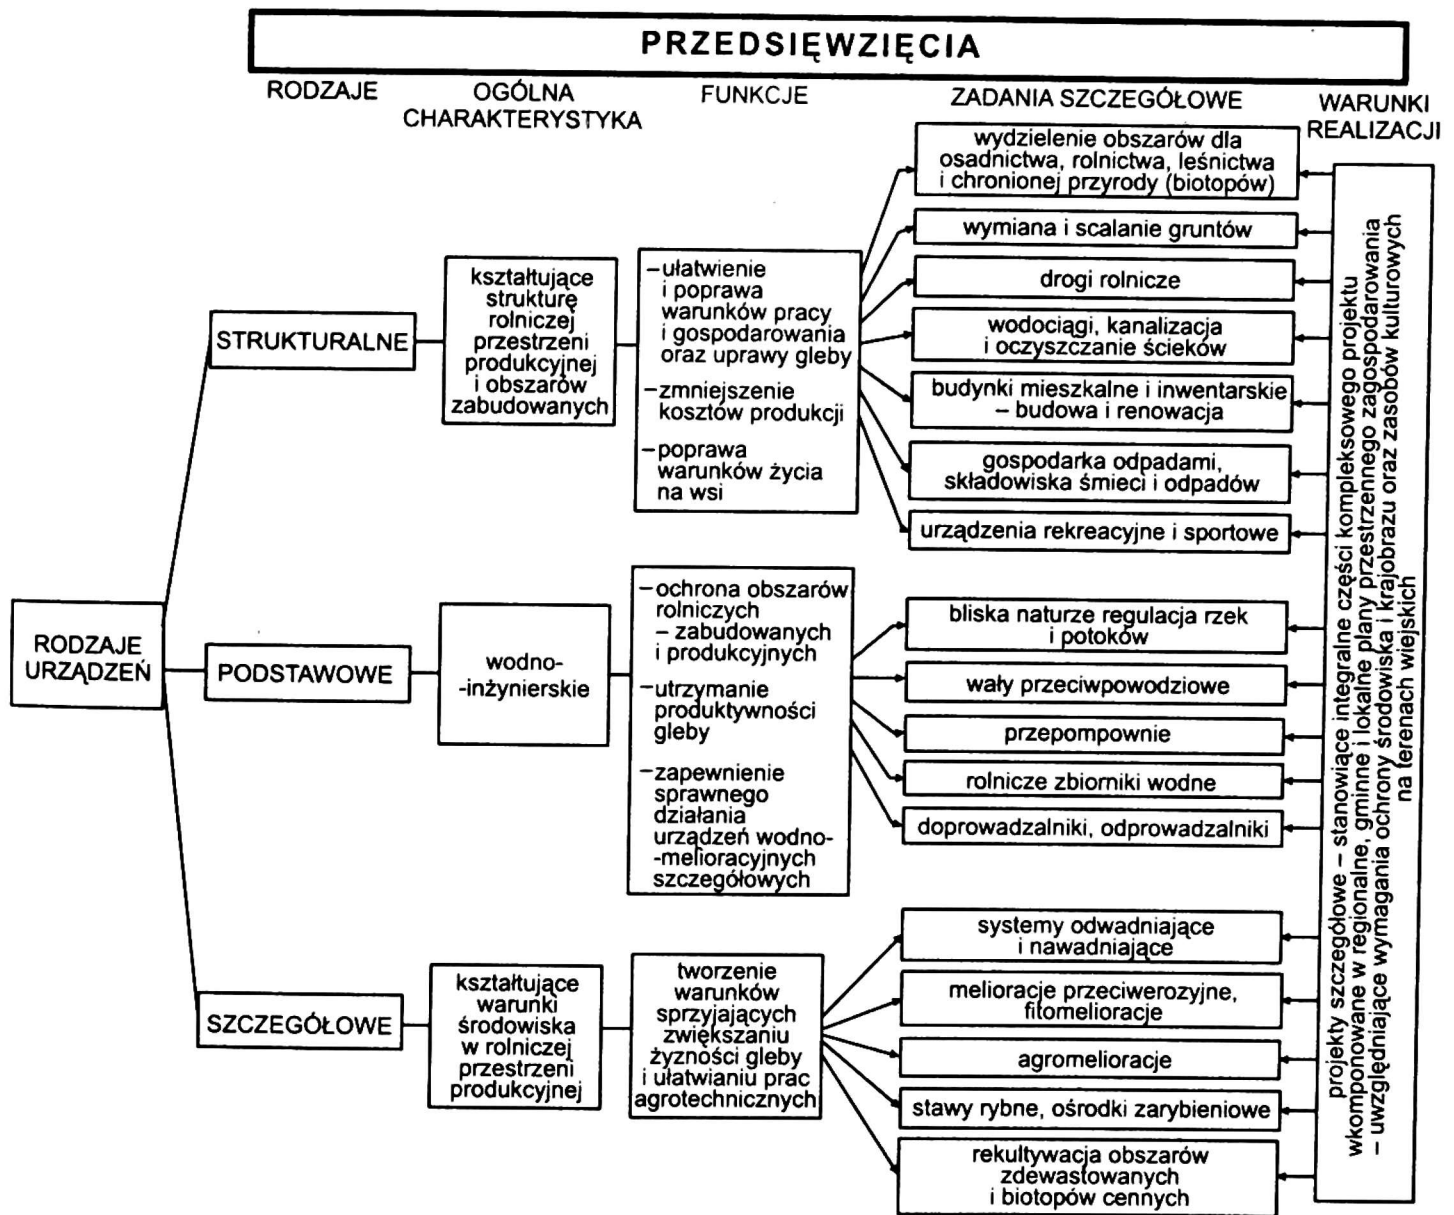 PRZEDSIĘWZIĘCIA
RODZAJE
OGÓLNA
CHARAKTERYSTYKA
FUNKCJE
ZADANIA SZCZEGÓŁOWE
WARUNKI
REALIZACJI
RODZAJE
URZĄDZEŃ
STRUKTURALNE
kształtujące
strukturę
rolniczej
przestrzeni
produkcyjnej
i obszarów
zabudowanych
–ułatwienie
i poprawa
warunków pracy
i gospodarowania
oraz uprawy gleby
–zmniejszenie
kosztów produkcji
–poprawa
warunków życia
na wsi
wydzielenie obszarów dla
osadnictwa, rolnictwa, leśnictwa
i chronionej przyrody (biotopów)
wymiana i scalanie gruntów
drogi rolnicze
wodociągi, kanalizacja
i oczyszczanie ścieków
budynki mieszkalne i inwentarskie
– budowa i renowacja
gospodarka odpadami,
składowiska śmieci i odpadów
urządzenia rekreacyjne i sportowe
PODSTAWOWE
wodno-
-inżynierskie
–ochrona obszarów
rolniczych
– zabudowanych
i produkcyjnych
–utrzymanie
produktywności
gleby
–zapewnienie
sprawnego
działania
urządzeń wodno-
-melioracyjnych
szczegółowych
bliska naturze regulacja rzek
i potoków
wały przeciwpowodziowe
przepompownie
rolnicze zbiorniki wodne
doprowadzalniki, odprowadzalniki
SZCZEGÓŁOWE
kształtujące
warunki
środowiska
w rolniczej
przestrzeni
produkcyjnej
tworzenie
warunków
sprzyjających
zwiększaniu
żyzności gleby
i ułatwianiu prac
agrotechnicznych
systemy odwadniające
i nawadniające
melioracje przeciwerozyjne,
fitomelioracje
agromelioracje
stawy rybne, ośrodki zarybieniowe
rekultywacja obszarów
zdewastowanych
i biotopów cennych
projekty szczegółowe – stanowiące integralne części kompleksowego projektu
wkomponowane w regionalne, gminne i lokalne plany przestrzennego zagospodarowania
– uwzględniające wymagania ochrony środowiska i krajobrazu oraz zasobów kulturowych
na terenach wiejskich